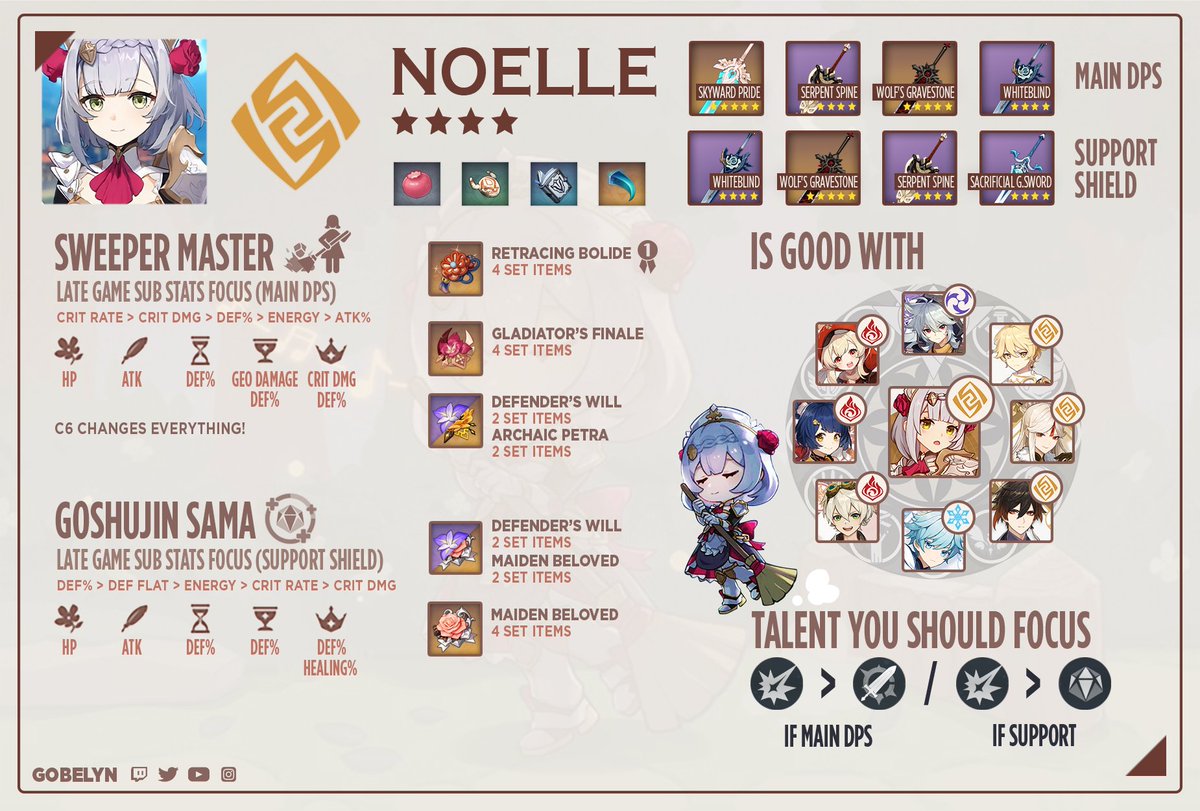 NOELLE
SKYWARD PRIDE
SERPENT SPINE
WOLF'S GRAVESTONE
WHITEBLIND
MAIN DPS
WHITEBLIND
WOLF'S GRAVESTONE
SERPENT SPINE
SACRIFICIAL G.SWORD
SUPPORT
SHIELD
SWEEPER MASTER
LATE GAME SUB STATS FOCUS (MAIN DPS)
CRIT RATE > CRIT DMG > DEF% > ENERGY > ATK%
HP
ATK
DEF%
GEO DAMAGE
DEF%
CRIT DMG
DEF%
C6 CHANGES EVERYTHING!
RETRACING BOLIDE
1
4 SET ITEMS
GLADIATOR'S FINALE
4 SET ITEMS
DEFENDER'S WILL
2 SET ITEMS
ARCHAIC PETRA
2 SET ITEMS
IS GOOD WITH
GOSHUJIN SAMA
LATE GAME SUB STATS FOCUS (SUPPORT SHIELD)
DEF% > DEF FLAT > ENERGY > CRIT RATE > CRIT DMG
HP
ATK
DEF%
DEF%
DEF%
HEALING%
DEFENDER'S WILL
2 SET ITEMS
MAIDEN BELOVED
2 SET ITEMS
MAIDEN BELOVED
4 SET ITEMS
TALENT YOU SHOULD FOCUS
> / >
IF MAIN DPS
IF SUPPORT
GOBELYN